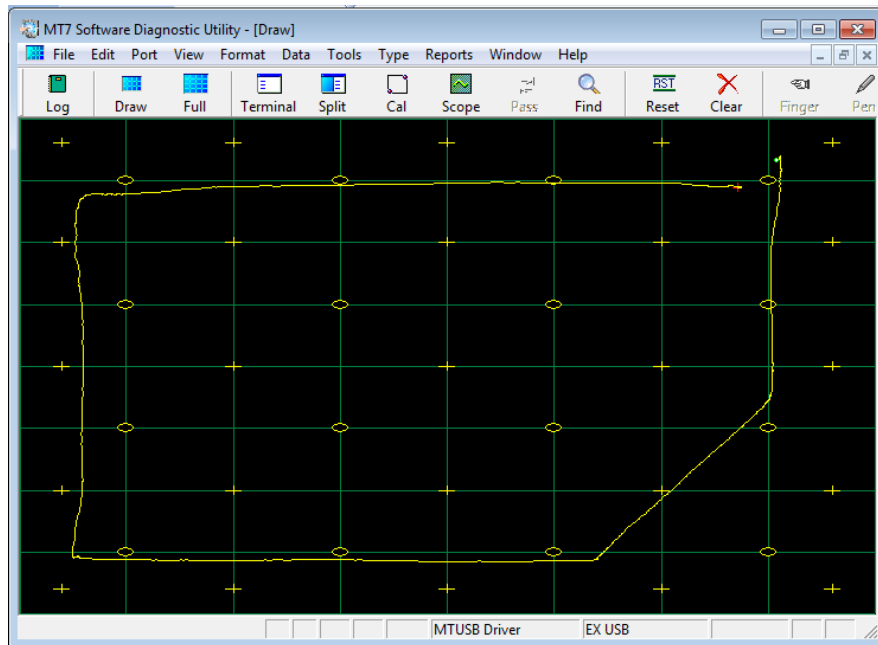 MT7 Software Diagnostic Utility - [Draw]
File Edit Port View Format Data Tools Type Reports Window Help
Log Draw Full Terminal Split Cal Scope Pass Find RST Reset Clear Finger Pen
MTUSB Driver EX USB